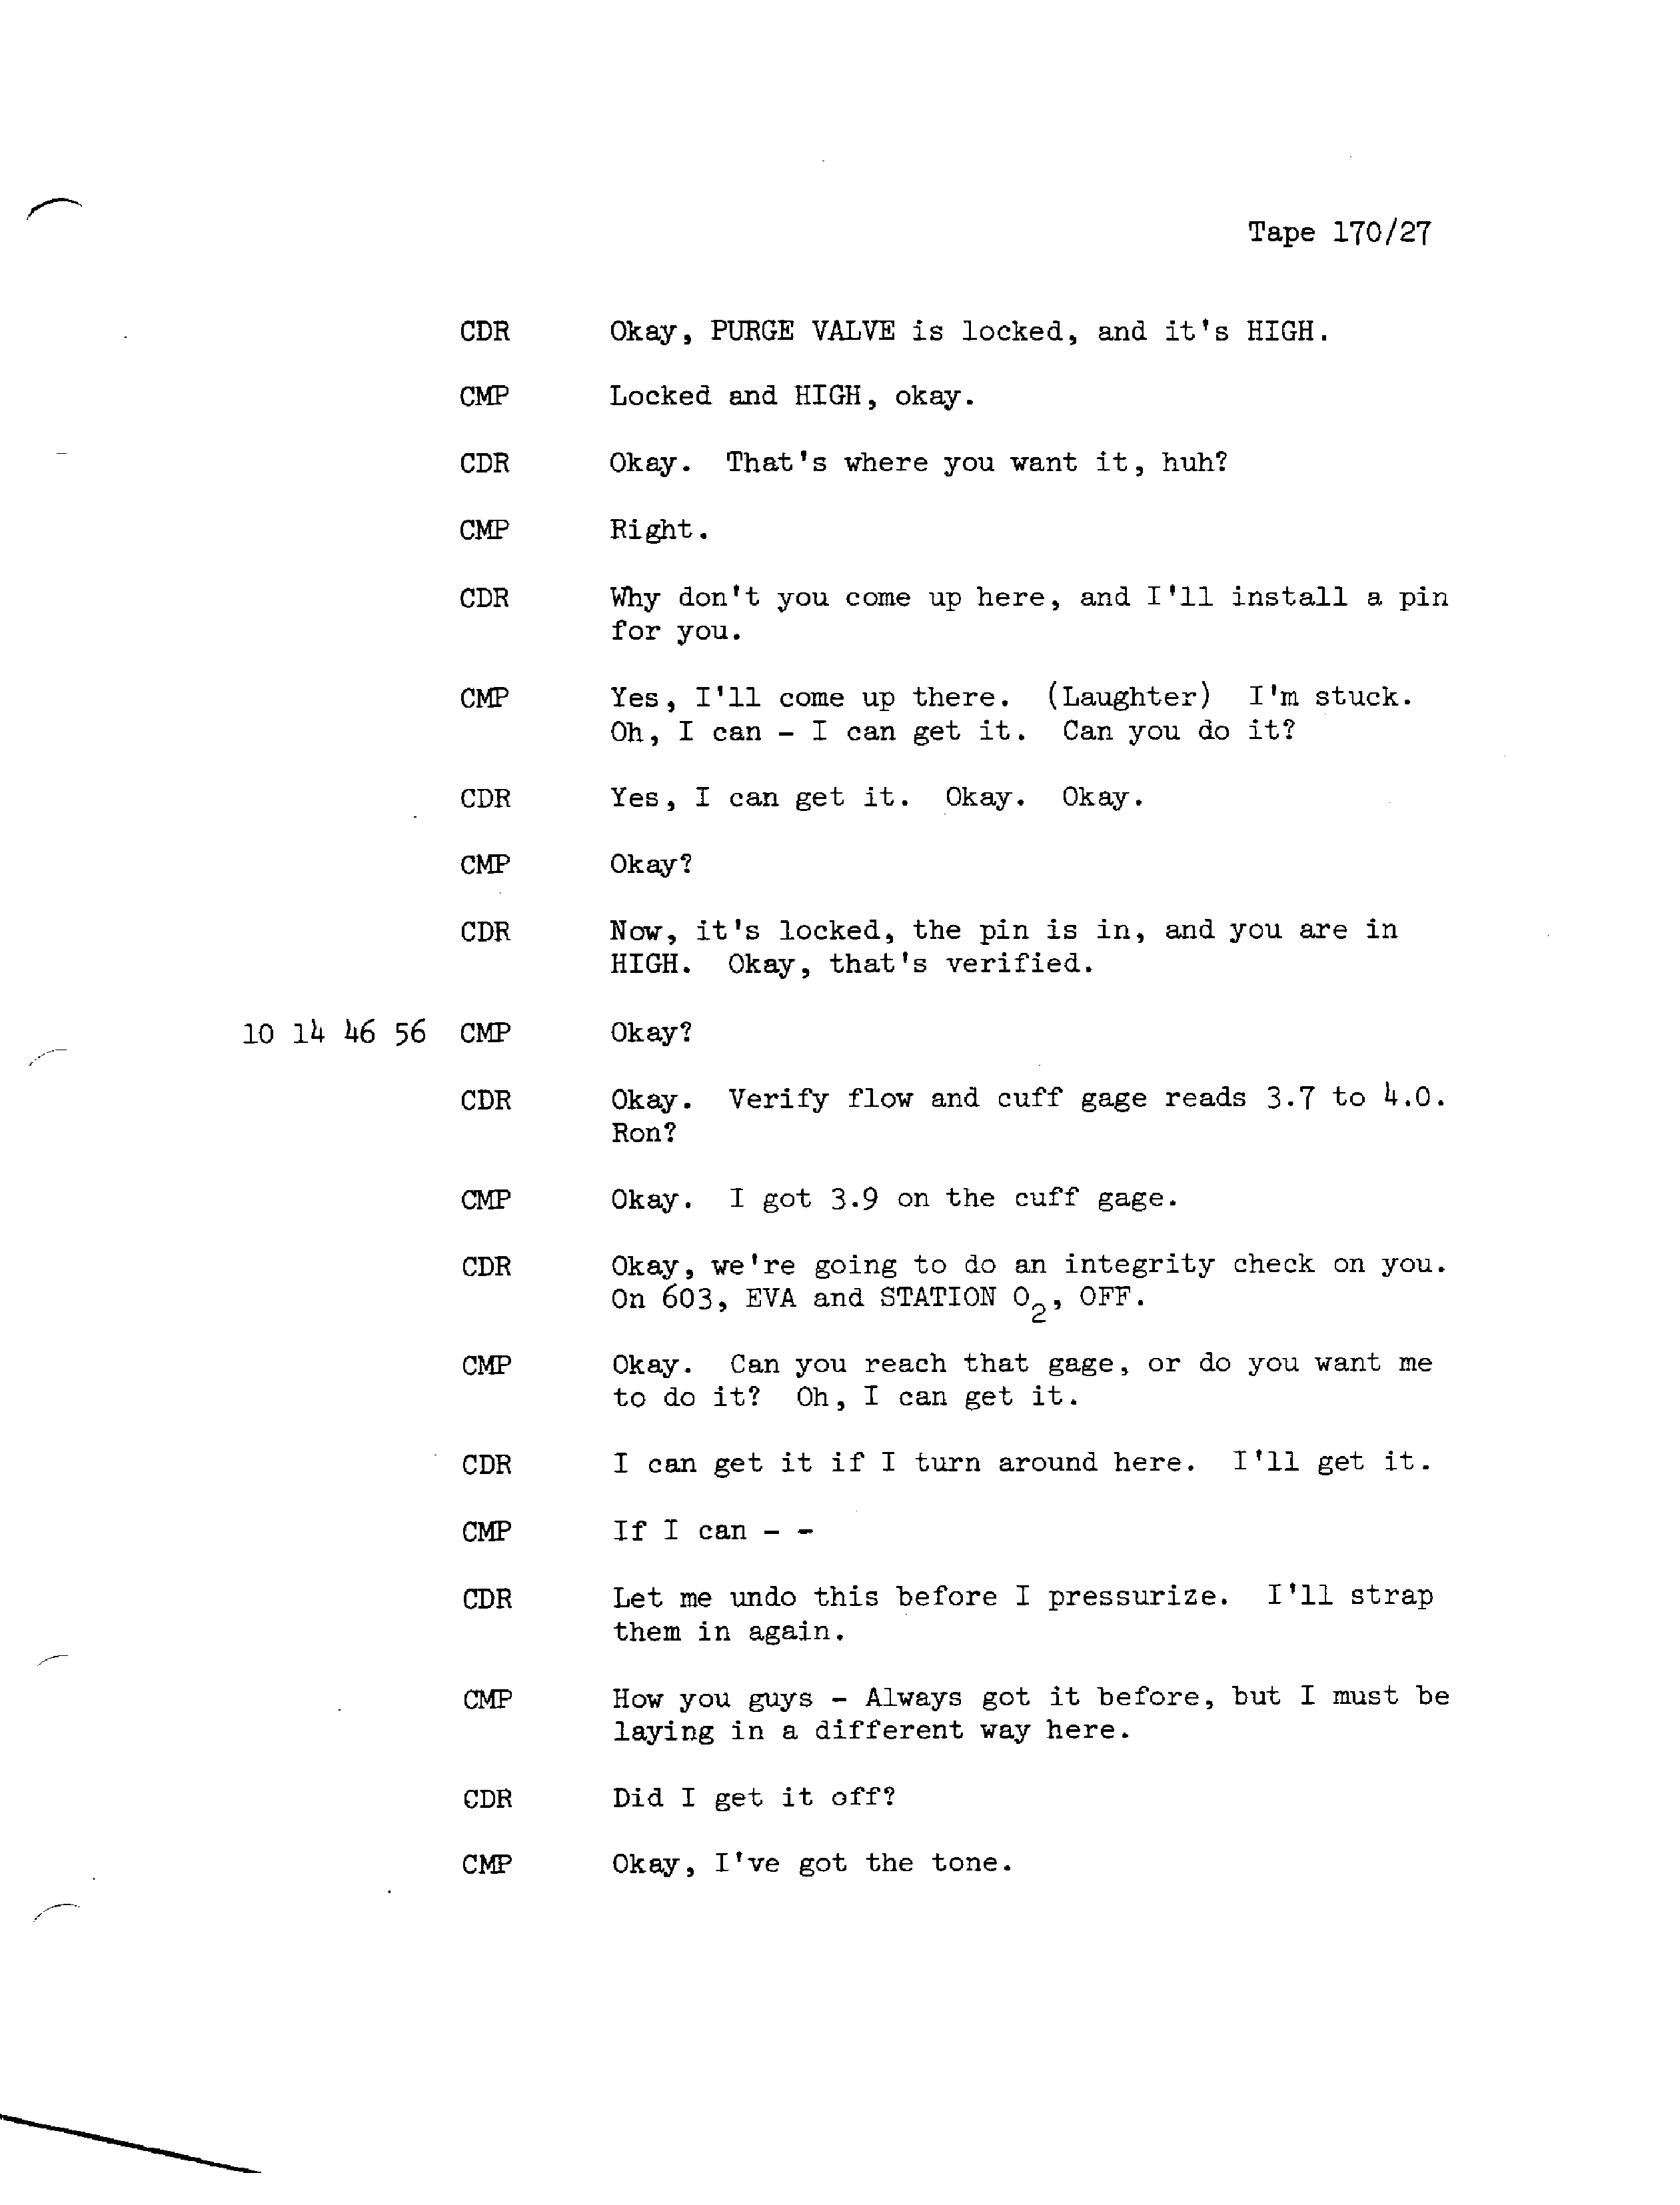 Tape 170/27
CDR Okay, PURGE VALVE is locked, and it's HIGH.
CMP Locked and HIGH, okay.
CDR Okay. That's where you want it, huh?
CMP Right.
CDR Why don't you come up here, and I'll install a pin
for you.
CMP Yes, I'll come up there. (Laughter) I'm stuck.
Oh, I can - I can get it. Can you do it?
CDR Yes, I can get it. Okay. Okay.
CMP Okay?
CDR Now, it's locked, the pin is in, and you are in
HIGH. Okay, that's verified.
10 14 46 56 CMP Okay?
CDR Okay. Verify flow and cuff gage reads 3.7 to 4.0.
Ron?
CMP Okay. I got 3.9 on the cuff gage.
CDR Okay, we're going to do an integrity check on you.
On 603, EVA and STATION O₂, OFF.
CMP Okay. Can you reach that gage, or do you want me
to do it? Oh, I can get it.
CDR I can get it if I turn around here. I'll get it.
CMP If I can - -
CDR Let me undo this before I pressurize. I'll strap
them in again.
CMP How you guys - Always got it before, but I must be
laying in a different way here.
CDR Did I get it off?
CMP Okay, I've got the tone.